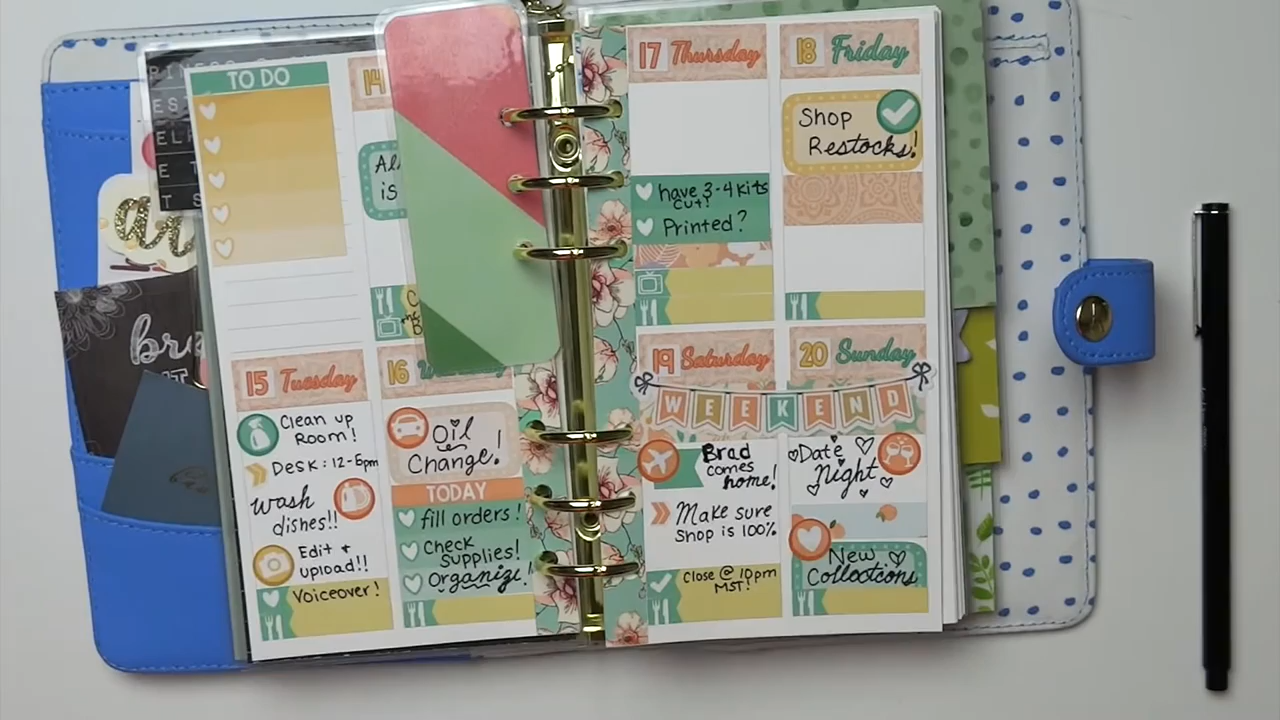 TO DO
14
15 Tuesday
Clean up
Room!
Desk: 12-5pm
Wash
dishes!!
Edit +
upload!!
Voiceover!
16
Oil
Change!
TODAY
fill orders!
Check
Supplies!
Organize!
17 Thursday
have 3-4 kits
cut!
Printed?
18 Friday
Shop
Restocks!
19 Saturday
20 Sunday
WEEKEND
Brad
comes
home!
Make sure
Shop is 100%
Close @ 10pm
MST!
Date
Night
New
Collections